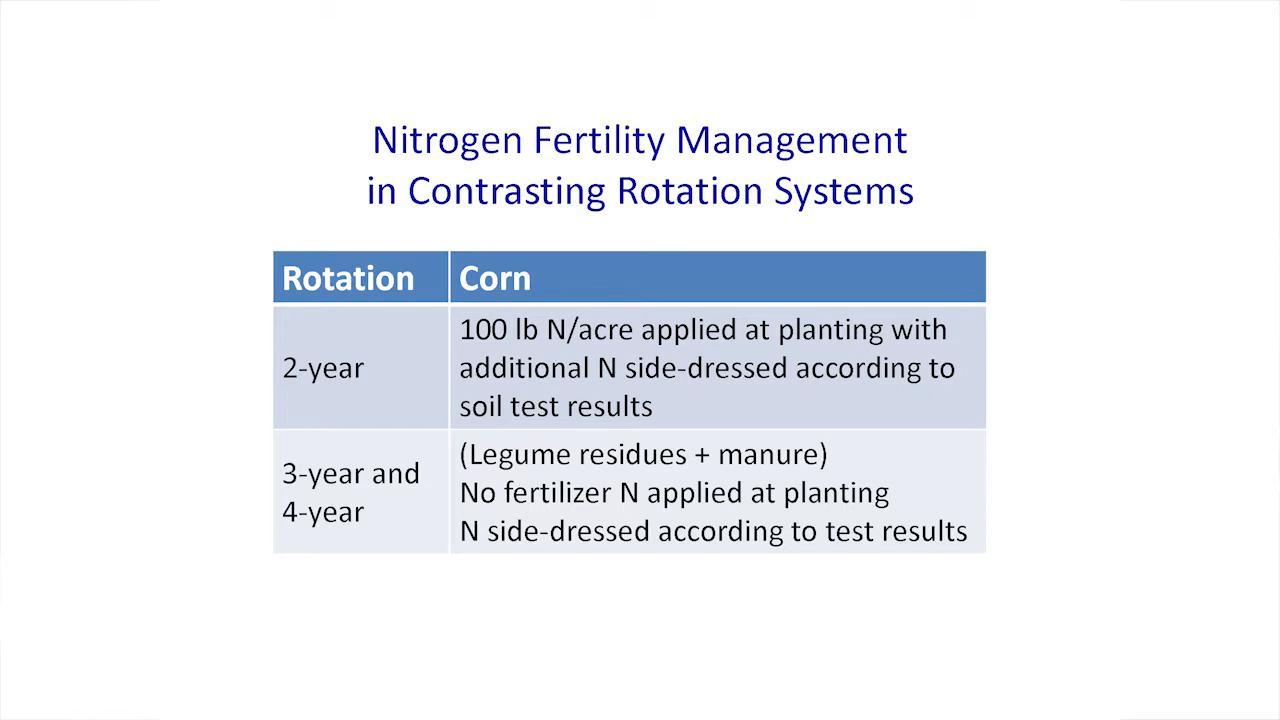 Nitrogen Fertility Management
in Contrasting Rotation Systems
Rotation
Corn
2-year
100 lb N/acre applied at planting with
additional N side-dressed according to
soil test results
3-year and
4-year
(Legume residues + manure)
No fertilizer N applied at planting
N side-dressed according to test results